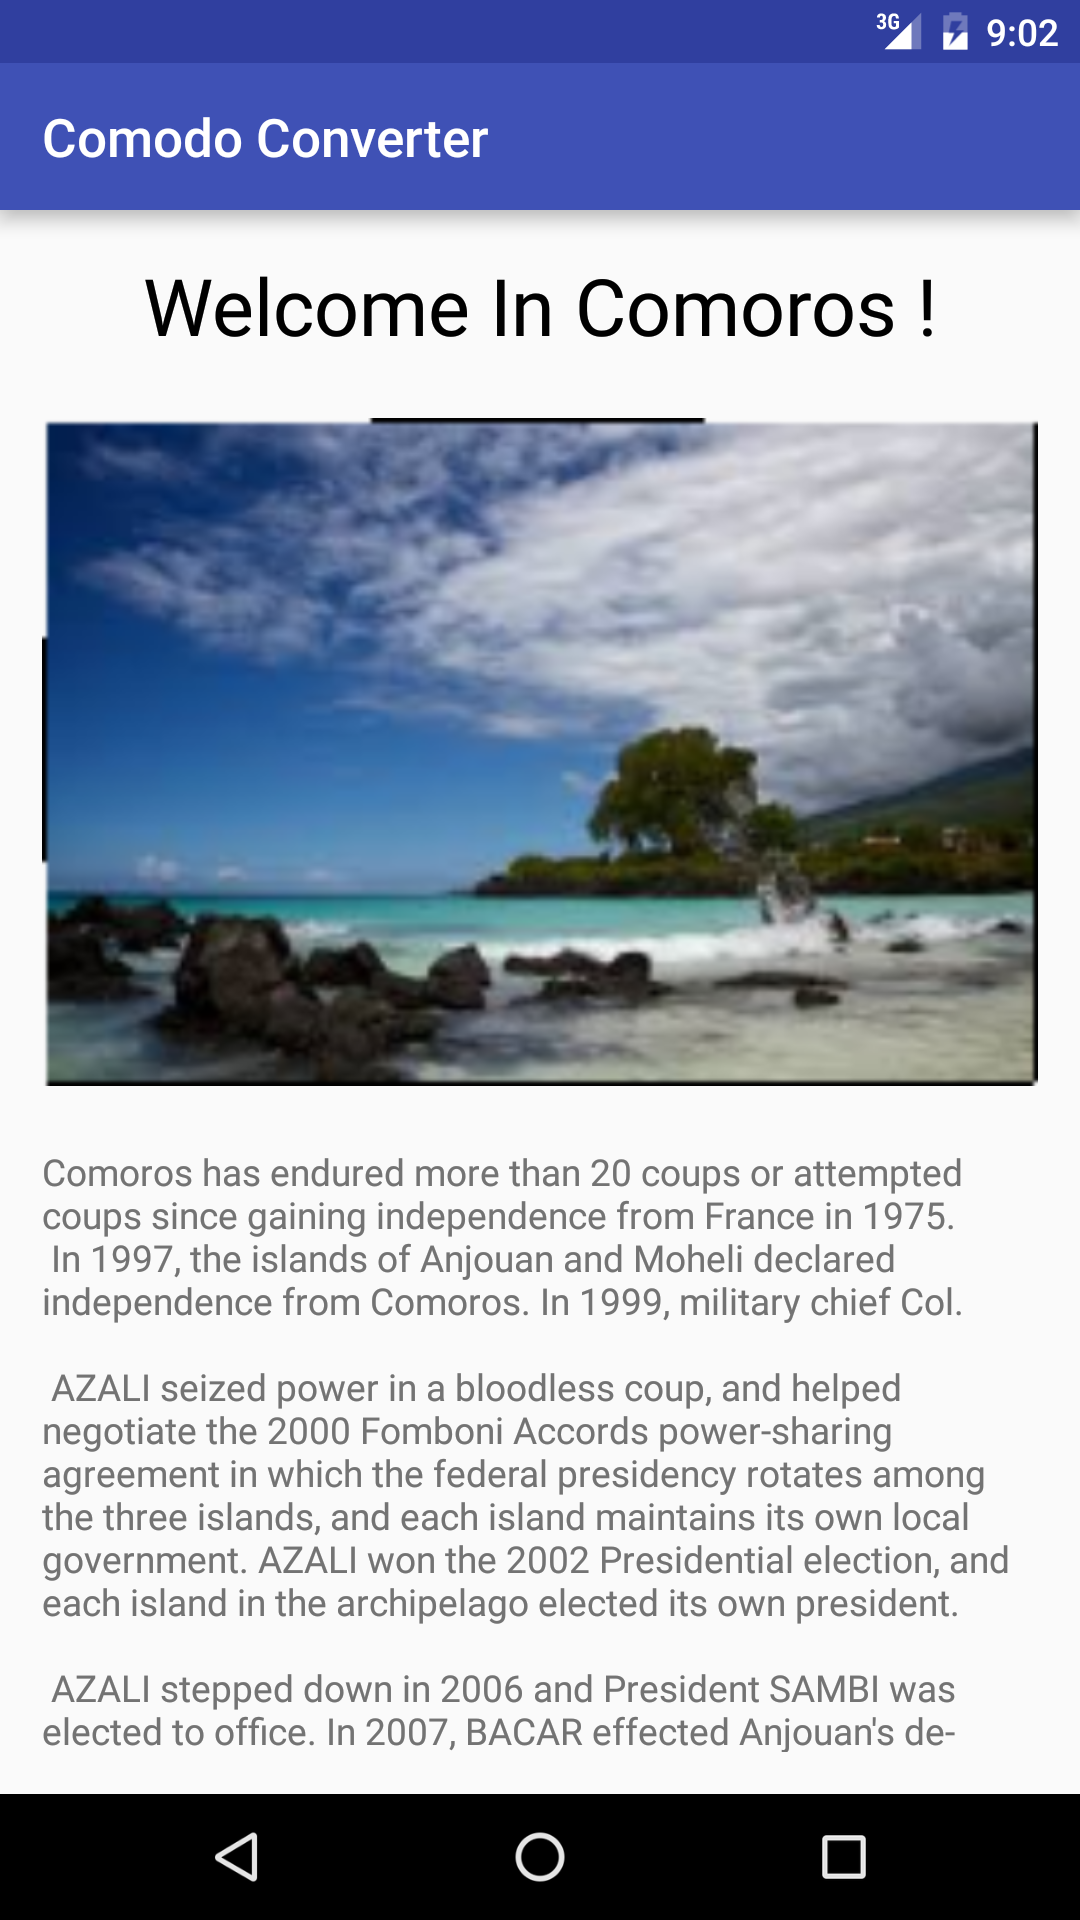 3G 9:02
Comodo Converter
Welcome In Comoros !
Comoros has endured more than 20 coups or attempted
coups since gaining independence from France in 1975.
In 1997, the islands of Anjouan and Moheli declared
independence from Comoros. In 1999, military chief Col.
AZALI seized power in a bloodless coup, and helped
negotiate the 2000 Fomboni Accords power-sharing
agreement in which the federal presidency rotates among
the three islands, and each island maintains its own local
government. AZALI won the 2002 Presidential election, and
each island in the archipelago elected its own president.
AZALI stepped down in 2006 and President SAMBI was
elected to office. In 2007, BACAR effected Anjouan's de-